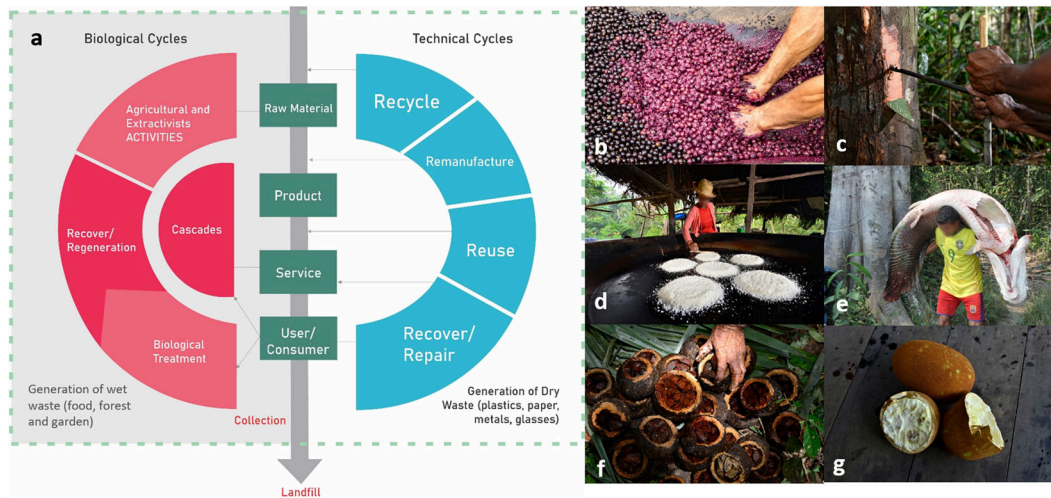 a
Biological Cycles
Technical Cycles
Agricultural and
Extractivists
ACTIVITIES
Raw Material
Recycle
Remanufacture
Product
Recover/
Regeneration
Cascades
Reuse
Service
User/
Consumer
Recover/
Repair
Biological
Treatment
Generation of wet
waste (food, forest
and garden)
Generation of Dry
Waste (plastics, paper,
metals, glasses)
Collection
Landfill
b
c
d
e
9
f
g